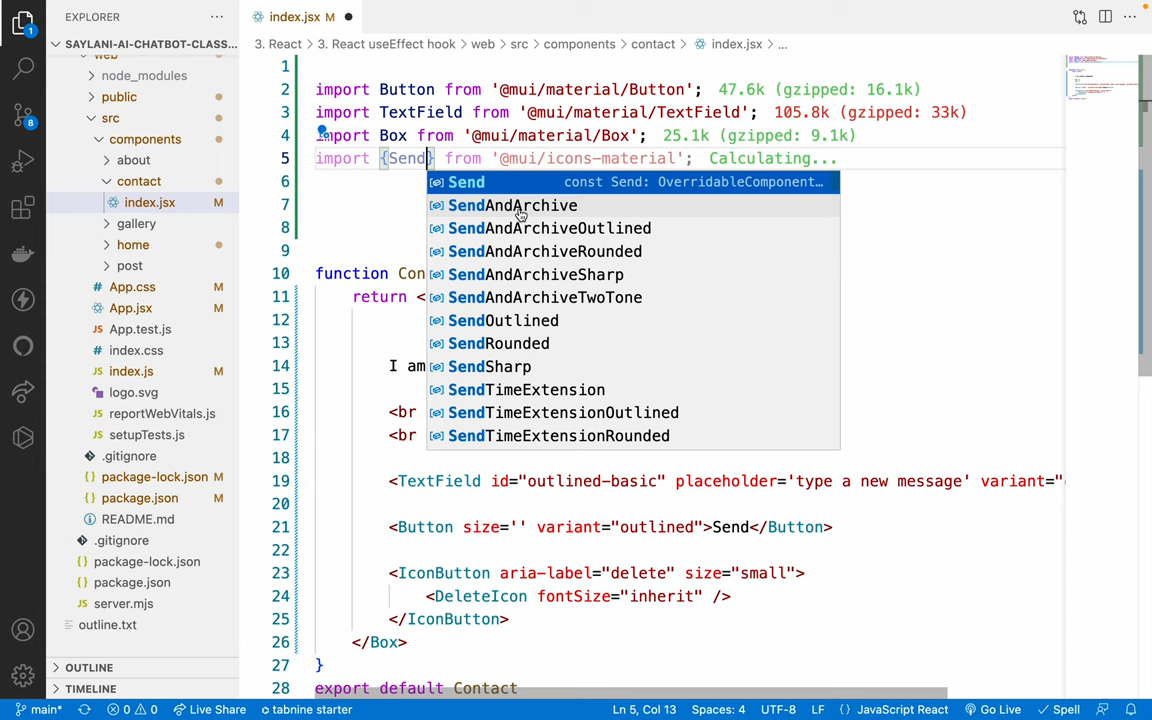 EXPLORER
index.jsx M
SAYLANI-AI-CHATBOT-CLASS...
3. React > 3. React useEffect hook > web > src > components > contact > index.jsx > ...
web
node_modules
public
src
components
about
contact
index.jsx M
gallery
home
post
App.css M
App.jsx M
App.test.js
index.css
index.js M
logo.svg
reportWebVitals.js
setupTests.js
.gitignore
package-lock.json M
package.json M
README.md
.gitignore
package-lock.json
package.json
server.mjs
outline.txt
OUTLINE
TIMELINE
1
8
1
2 import Button from '@mui/material/Button'; 47.6k (gzipped: 16.1k)
3 import TextField from '@mui/material/TextField'; 105.8k (gzipped: 33k)
4 import Box from '@mui/material/Box'; 25.1k (gzipped: 9.1k)
5 import {Send} from '@mui/icons-material'; Calculating...
6
7
8
9
10 function Con
11 return <
12
13
14 I am
15
16 <br
17 <br
18
19 <TextField id="outlined-basic" placeholder='type a new message' variant="
20
21 <Button size='' variant="outlined">Send</Button>
22
23 <IconButton aria-label="delete" size="small">
24 <DeleteIcon fontSize="inherit" />
25 </IconButton>
26 </Box>
27 }
28 export default Contact
Send const Send: OverridableComponent...
SendAndArchive
SendAndArchiveOutlined
SendAndArchiveRounded
SendAndArchiveSharp
SendAndArchiveTwoTone
SendOutlined
SendRounded
SendSharp
SendTimeExtension
SendTimeExtensionOutlined
SendTimeExtensionRounded
main* 0 0 Live Share tabnine starter Ln 5, Col 13 Spaces: 4 UTF-8 LF {} JavaScript React Go Live Spell